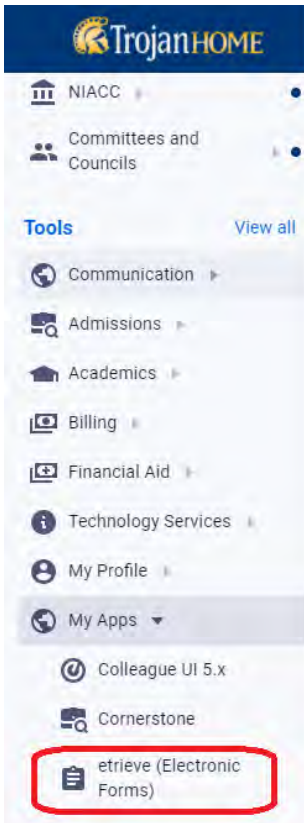 TrojanHOME
NIACC
Committees and
Councils
Tools View all
Communication
Admissions
Academics
Billing
Financial Aid
Technology Services
My Profile
My Apps
Colleague UI 5.x
Cornerstone
etrieve (Electronic
Forms)